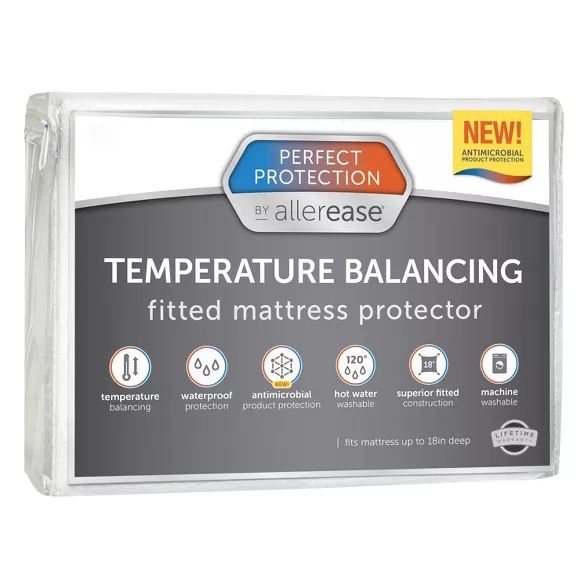 PERFECT
PROTECTION
BY allerease®
NEW!
ANTIMICROBIAL
PRODUCT PROTECTION
TEMPERATURE BALANCING
fitted mattress protector
120°
18"
NEW!
temperature
balancing
waterproof
protection
antimicrobial
product protection
hot water
washable
superior fitted
construction
machine
washable
| fits mattress up to 18in deep
LIFETIME
WARRANTY